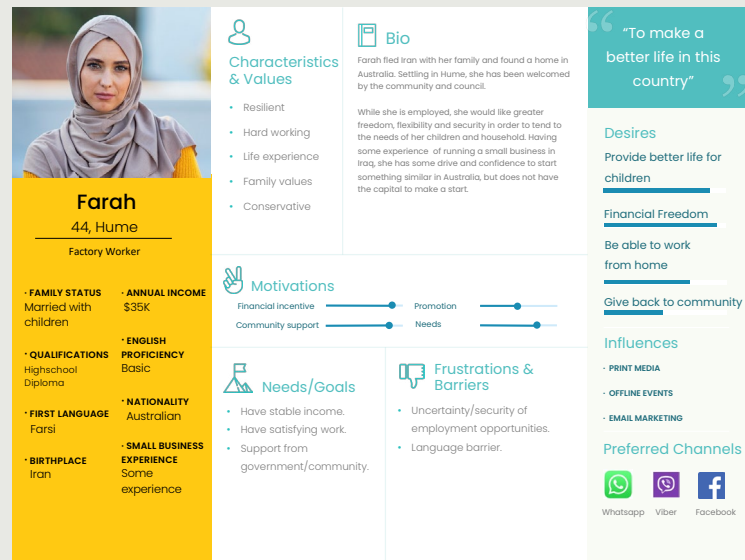 Farah
44, Hume
Factory Worker
· FAMILY STATUS
Married with
children
· QUALIFICATIONS
Highschool
Diploma
· FIRST LANGUAGE
Farsi
· BIRTHPLACE
Iran
· ANNUAL INCOME
$35K
· ENGLISH
PROFICIENCY
Basic
· NATIONALITY
Australian
· SMALL BUSINESS
EXPERIENCE
Some
experience
Characteristics
& Values
• Resilient
• Hard working
• Life experience
• Family values
• Conservative
Bio
Farah fled Iran with her family and found a home in
Australia. Settling in Hume, she has been welcomed
by the community and council.
While she is employed, she would like greater
freedom, flexibility and security in order to tend to
the needs of her children and household. Having
some experience of running a small business in
Iraq, she has some drive and confidence to start
something similar in Australia, but does not have
the capital to make a start.
Motivations
Financial incentive
Promotion
Community support
Needs
Needs/Goals
• Have stable income.
• Have satisfying work.
• Support from
government/community.
Frustrations &
Barriers
• Uncertainty/security of
employment opportunities.
• Language barrier.
“To make a
better life in this
country”
Desires
Provide better life for
children
Financial Freedom
Be able to work
from home
Give back to community
Influences
· PRINT MEDIA
· OFFLINE EVENTS
· EMAIL MARKETING
Preferred Channels
Whatsapp
Viber
Facebook